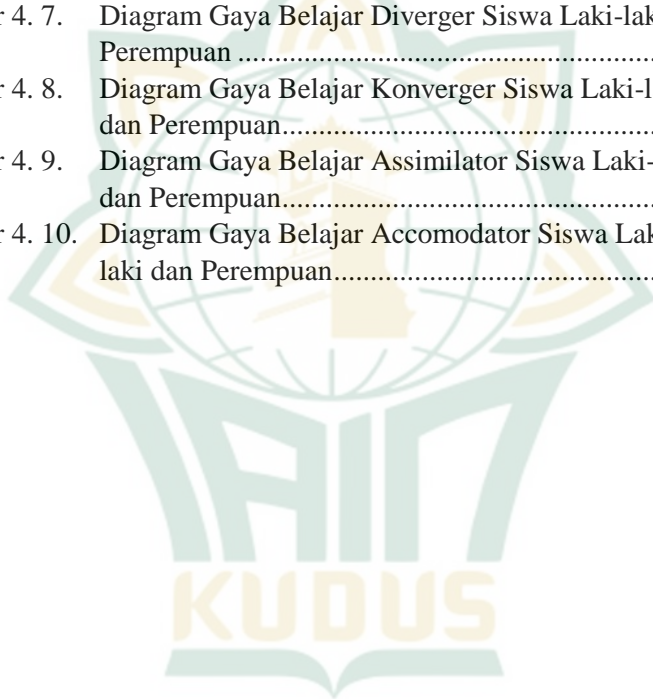 r 4. 7. Diagram Gaya Belajar Diverger Siswa Laki-lak
Perempuan ....................................................
r 4. 8. Diagram Gaya Belajar Konverger Siswa Laki-l
dan Perempuan..............................................
r 4. 9. Diagram Gaya Belajar Assimilator Siswa Laki-
dan Perempuan..............................................
r 4. 10. Diagram Gaya Belajar Accomodator Siswa Lak
laki dan Perempuan.......................................
IAIN
KUDUS